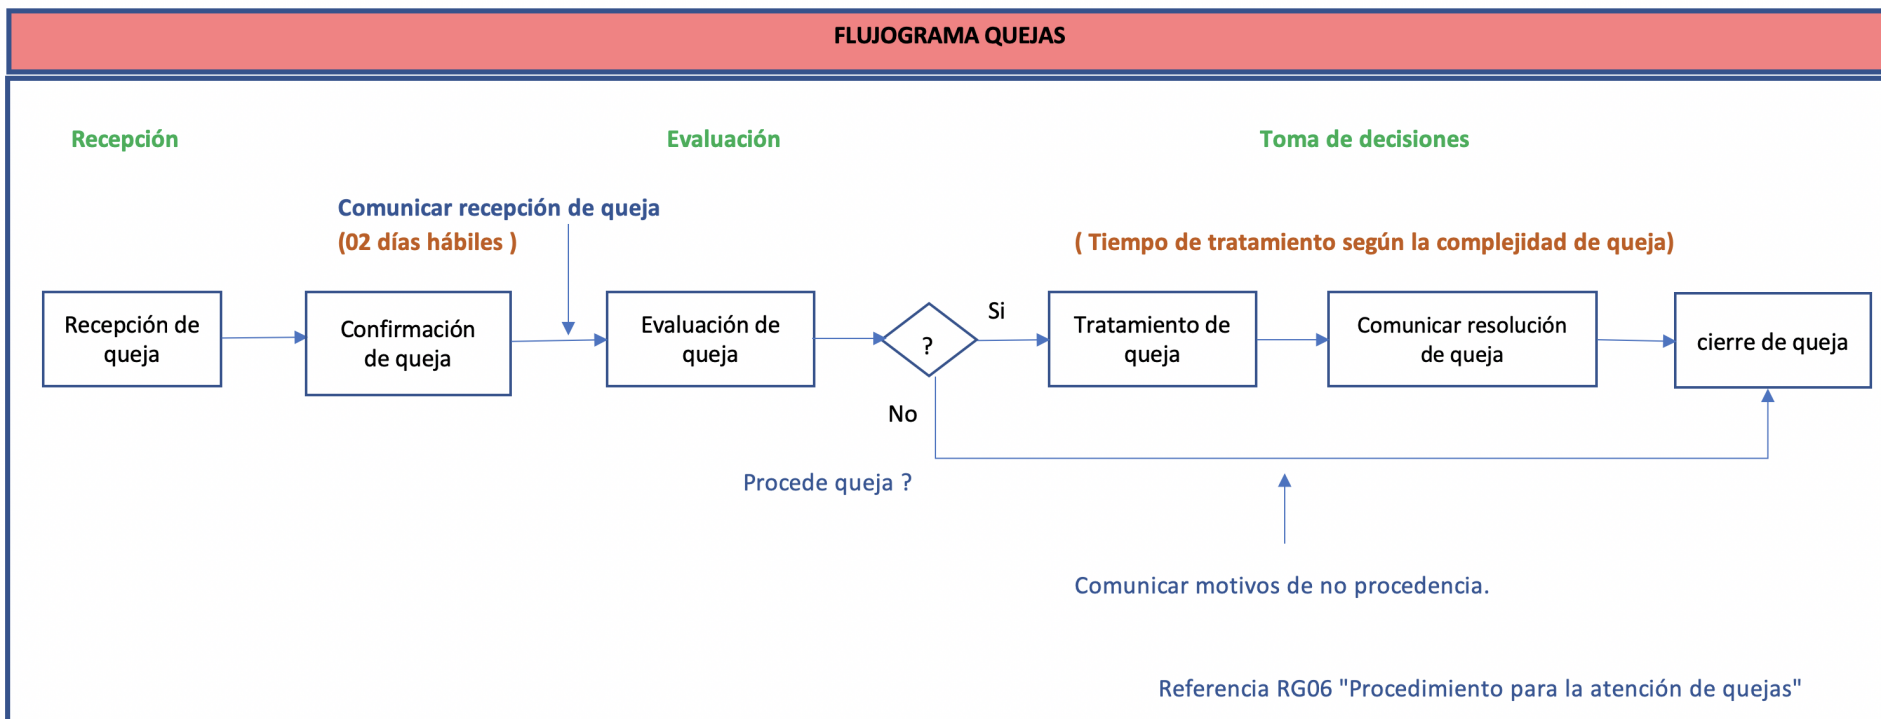 FLUJOGRAMA QUEJAS
Recepción
Evaluación
Toma de decisiones
Comunicar recepción de queja
(02 días hábiles )
( Tiempo de tratamiento según la complejidad de queja)
Recepción de
queja
Confirmación
de queja
Evaluación de
queja
?
Si
No
Tratamiento de
queja
Comunicar resolución
de queja
cierre de queja
Procede queja ?
Comunicar motivos de no procedencia.
Referencia RG06 "Procedimiento para la atención de quejas"